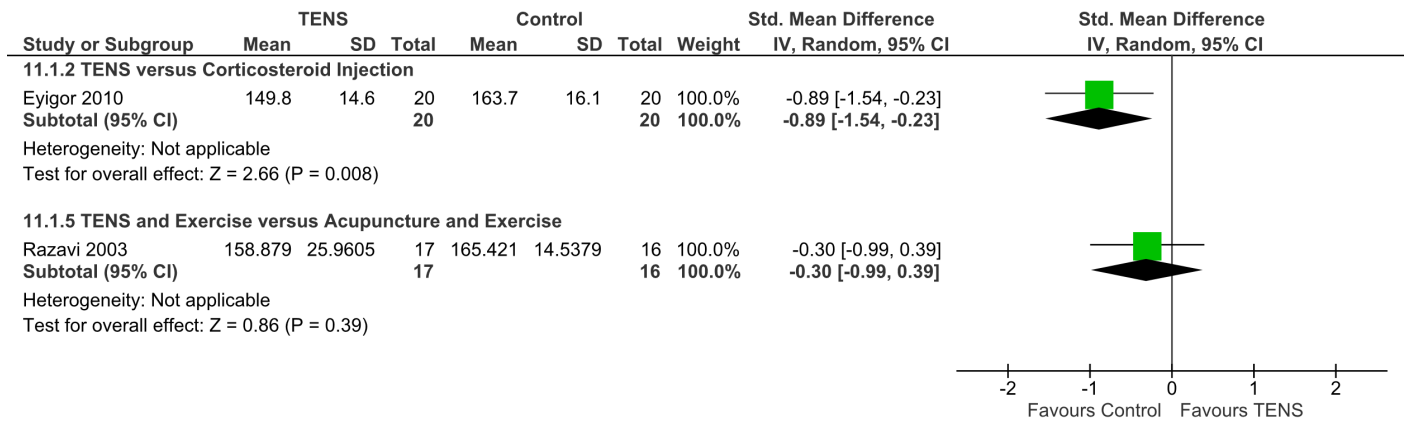 TENS Control Std. Mean Difference Std. Mean Difference
Study or Subgroup Mean SD Total Mean SD Total Weight IV, Random, 95% CI IV, Random, 95% CI
11.1.2 TENS versus Corticosteroid Injection
Eyigor 2010 149.8 14.6 20 163.7 16.1 20 100.0% -0.89 [-1.54, -0.23]
Subtotal (95% CI) 20 20 100.0% -0.89 [-1.54, -0.23]
Heterogeneity: Not applicable
Test for overall effect: Z = 2.66 (P = 0.008)
11.1.5 TENS and Exercise versus Acupuncture and Exercise
Razavi 2003 158.879 25.9605 17 165.421 14.5379 16 100.0% -0.30 [-0.99, 0.39]
Subtotal (95% CI) 17 16 100.0% -0.30 [-0.99, 0.39]
Heterogeneity: Not applicable
Test for overall effect: Z = 0.86 (P = 0.39)
-2 -1 0 1 2
Favours Control Favours TENS